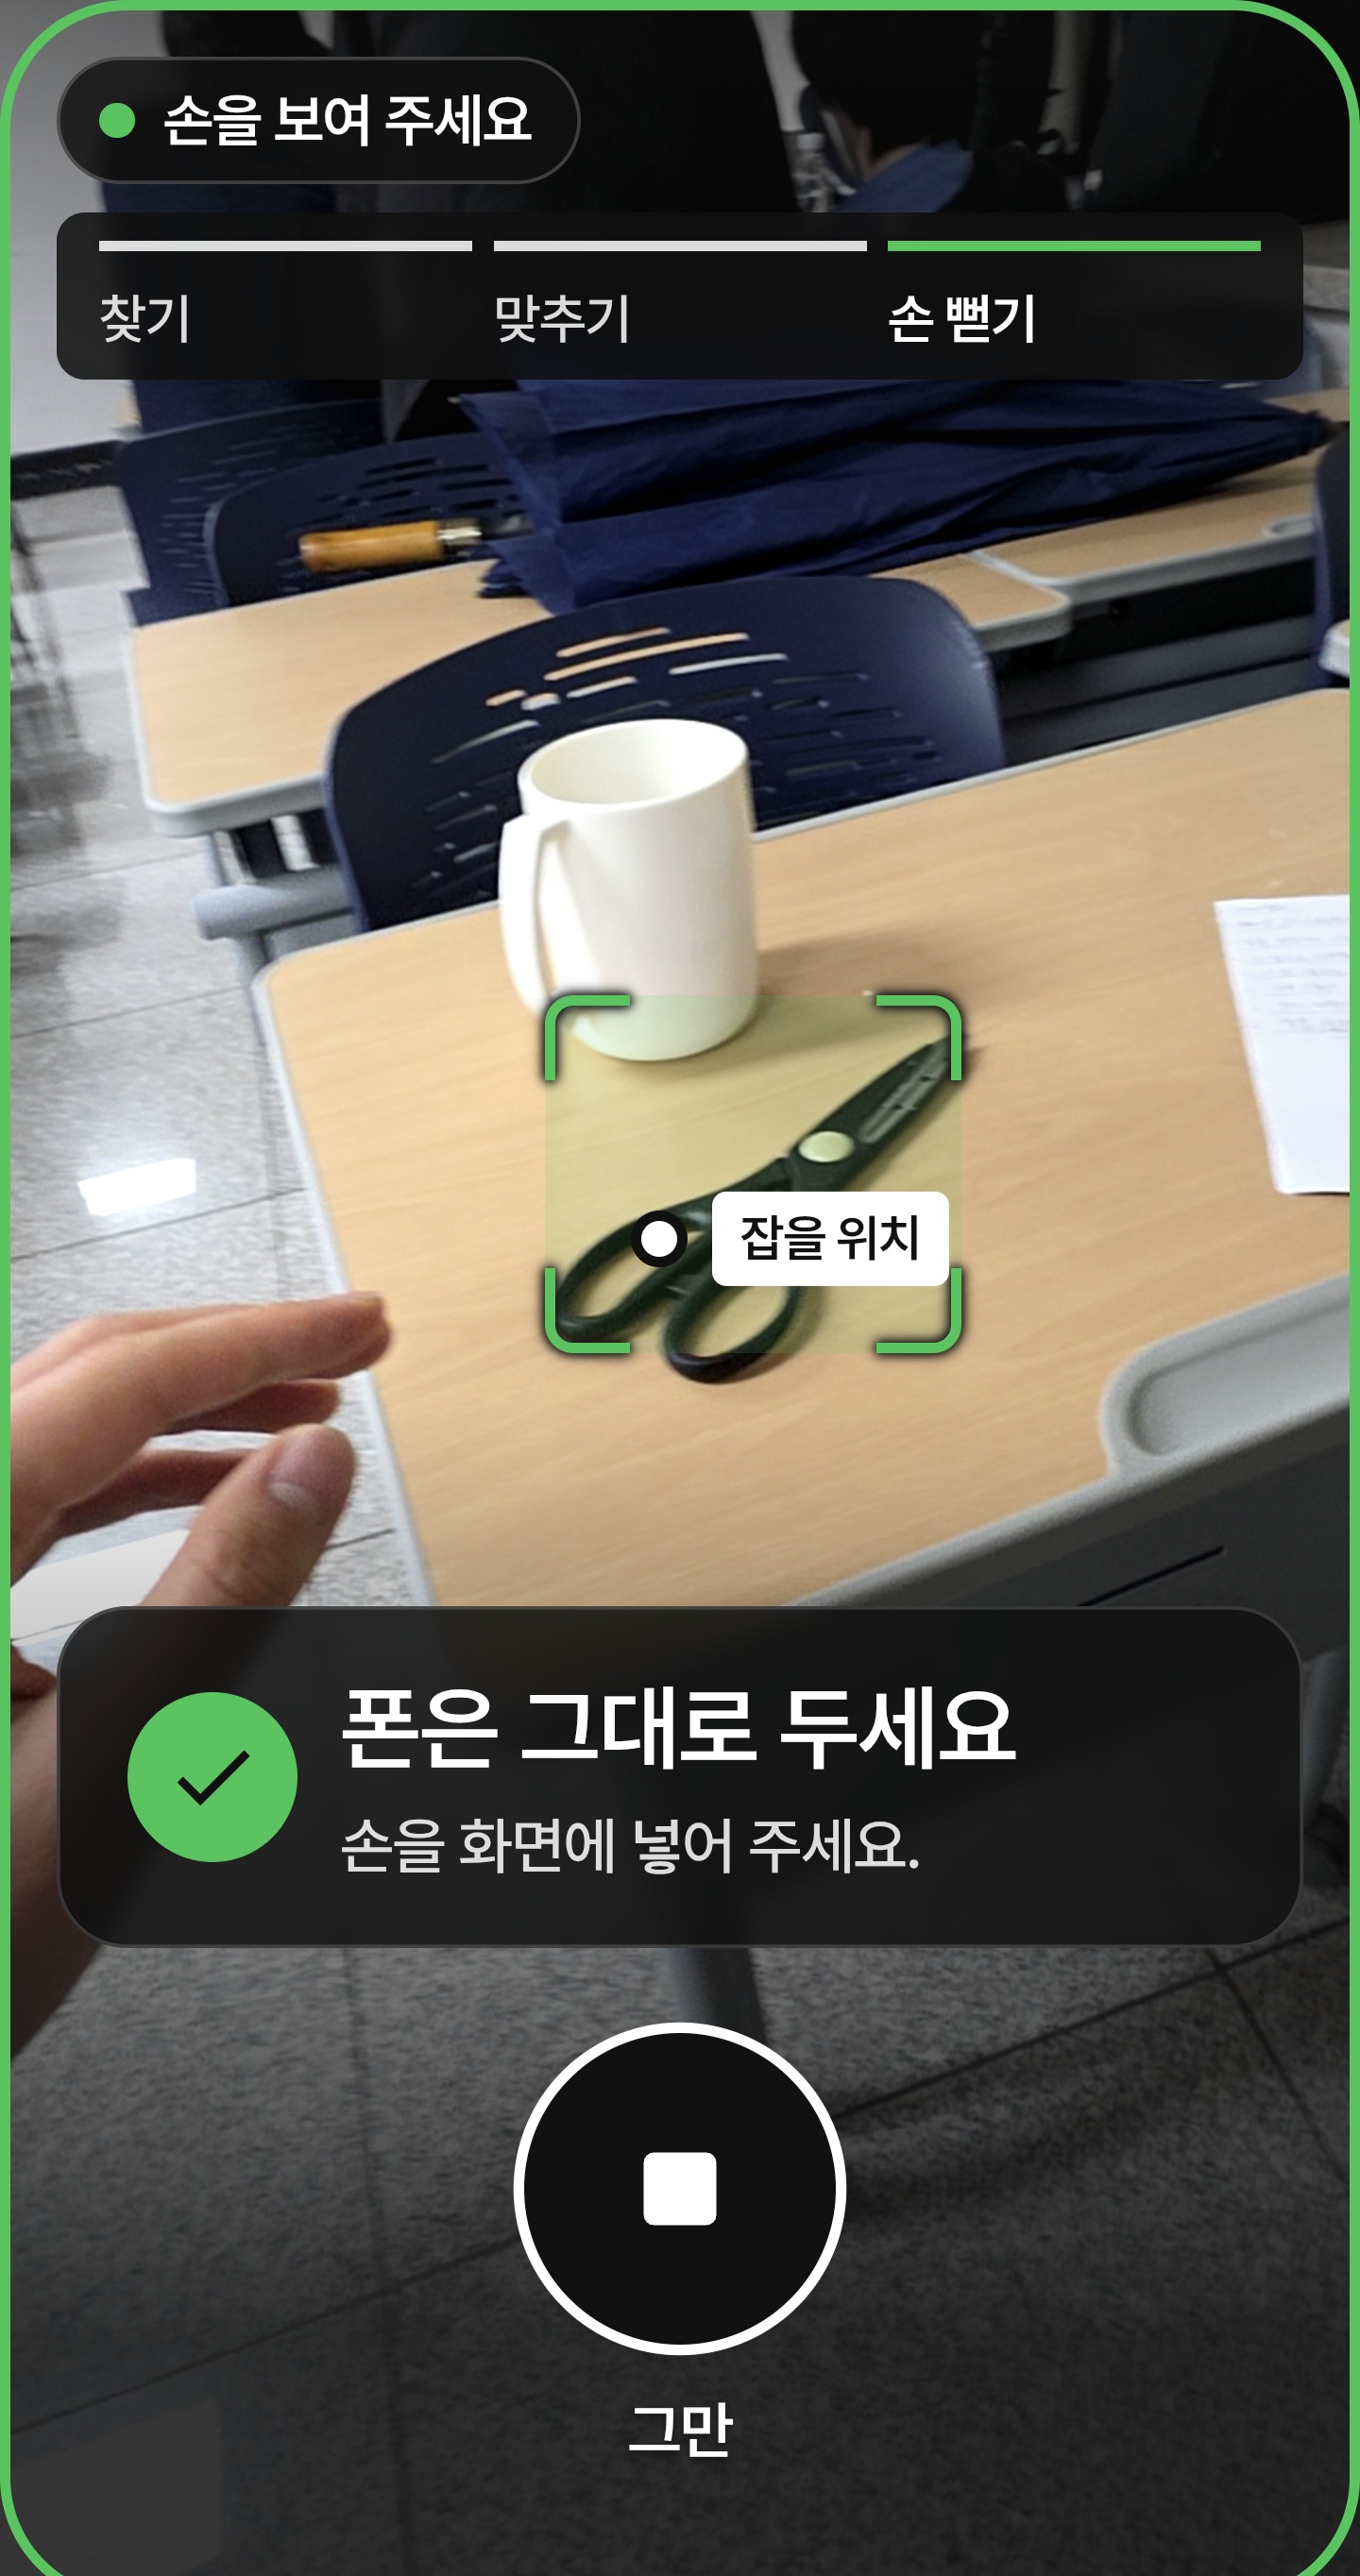 손을 보여 주세요
찾기
맞추기
손 뻗기
잡을 위치
폰은 그대로 두세요
손을 화면에 넣어 주세요.
그만